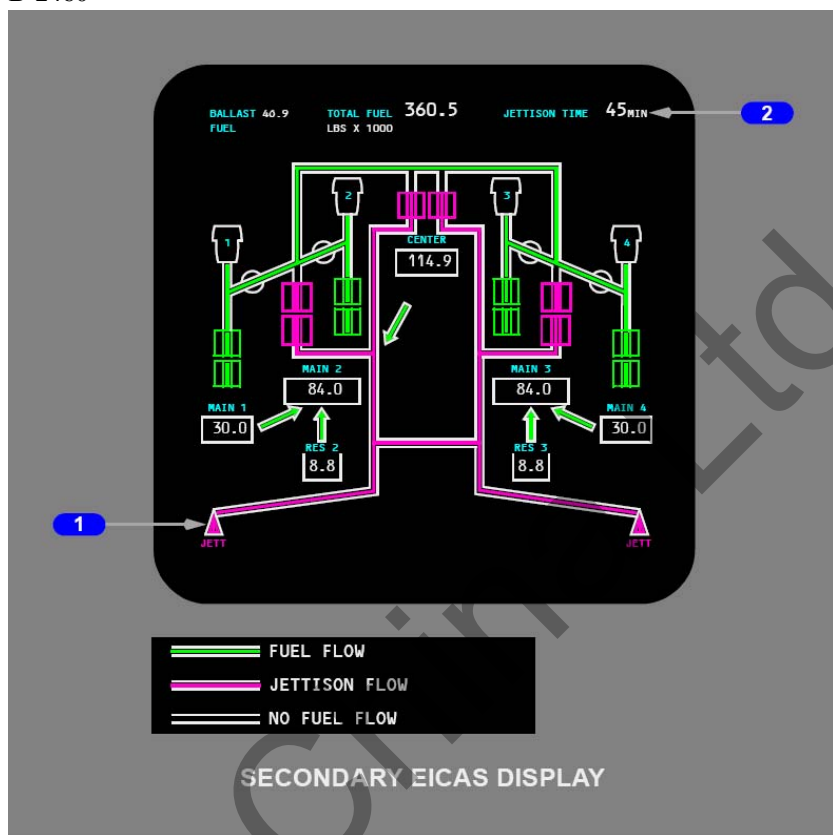 BALLAST 46.9 TOTAL FUEL 360.5 JETTISON TIME 45MIN
FUEL LBS X 1000
2
2
3
1
4
CENTER
114.9
MAIN 2
84.0
MAIN 3
84.0
MAIN 1
30.0
MAIN 4
30.0
RES 2
8.8
RES 3
8.8
1
JETT
JETT
FUEL FLOW
JETTISON FLOW
NO FUEL FLOW
SECONDARY EICAS DISPLAY
China Ltd